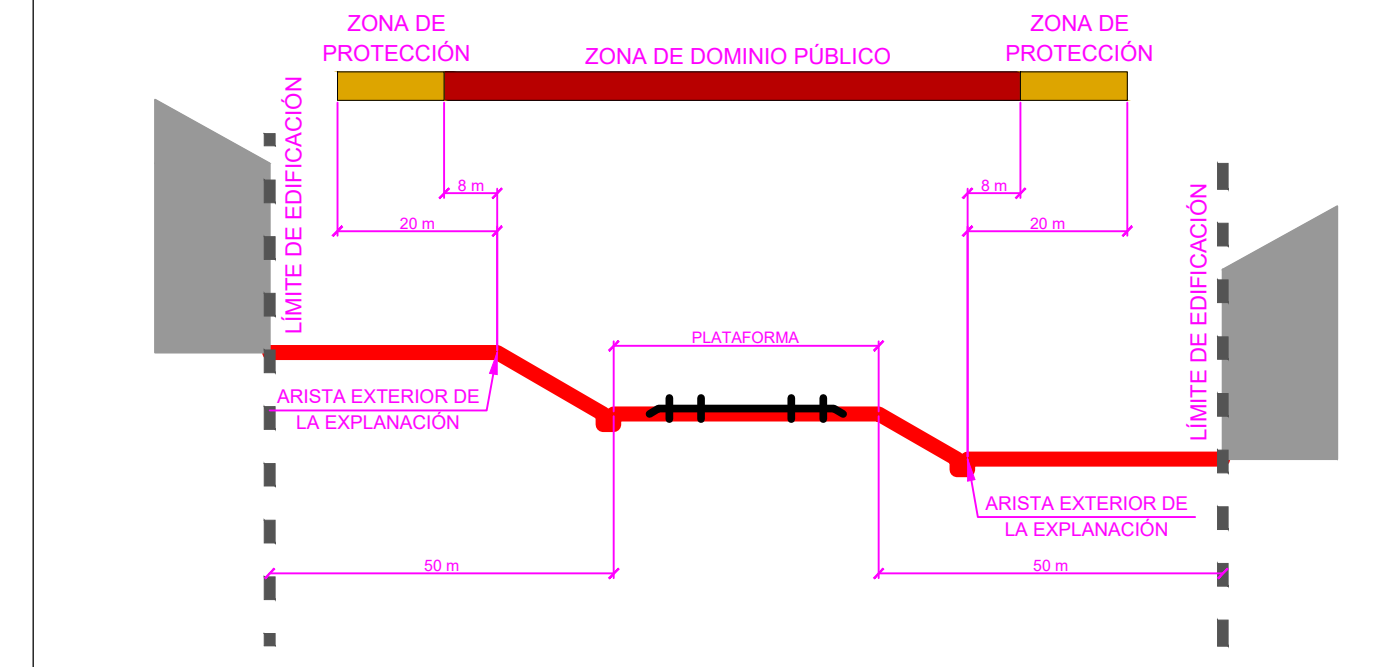 ZONA DE
PROTECCIÓN
ZONA DE DOMINIO PÚBLICO
ZONA DE
PROTECCIÓN
LÍMITE DE EDIFICACIÓN
8 m
20 m
8 m
20 m
LÍMITE DE EDIFICACIÓN
PLATAFORMA
ARISTA EXTERIOR DE
LA EXPLANACIÓN
ARISTA EXTERIOR DE
LA EXPLANACIÓN
50 m
50 m